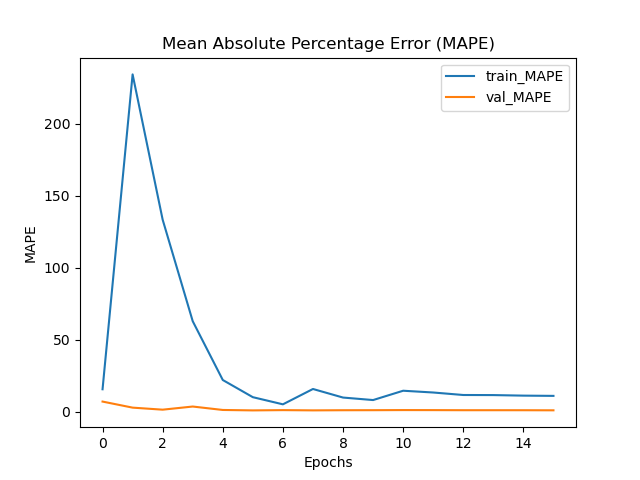 Mean Absolute Percentage Error (MAPE)
train_MAPE
val_MAPE
200
150
100
50
0
MAPE
0 2 4 6 8 10 12 14
Epochs